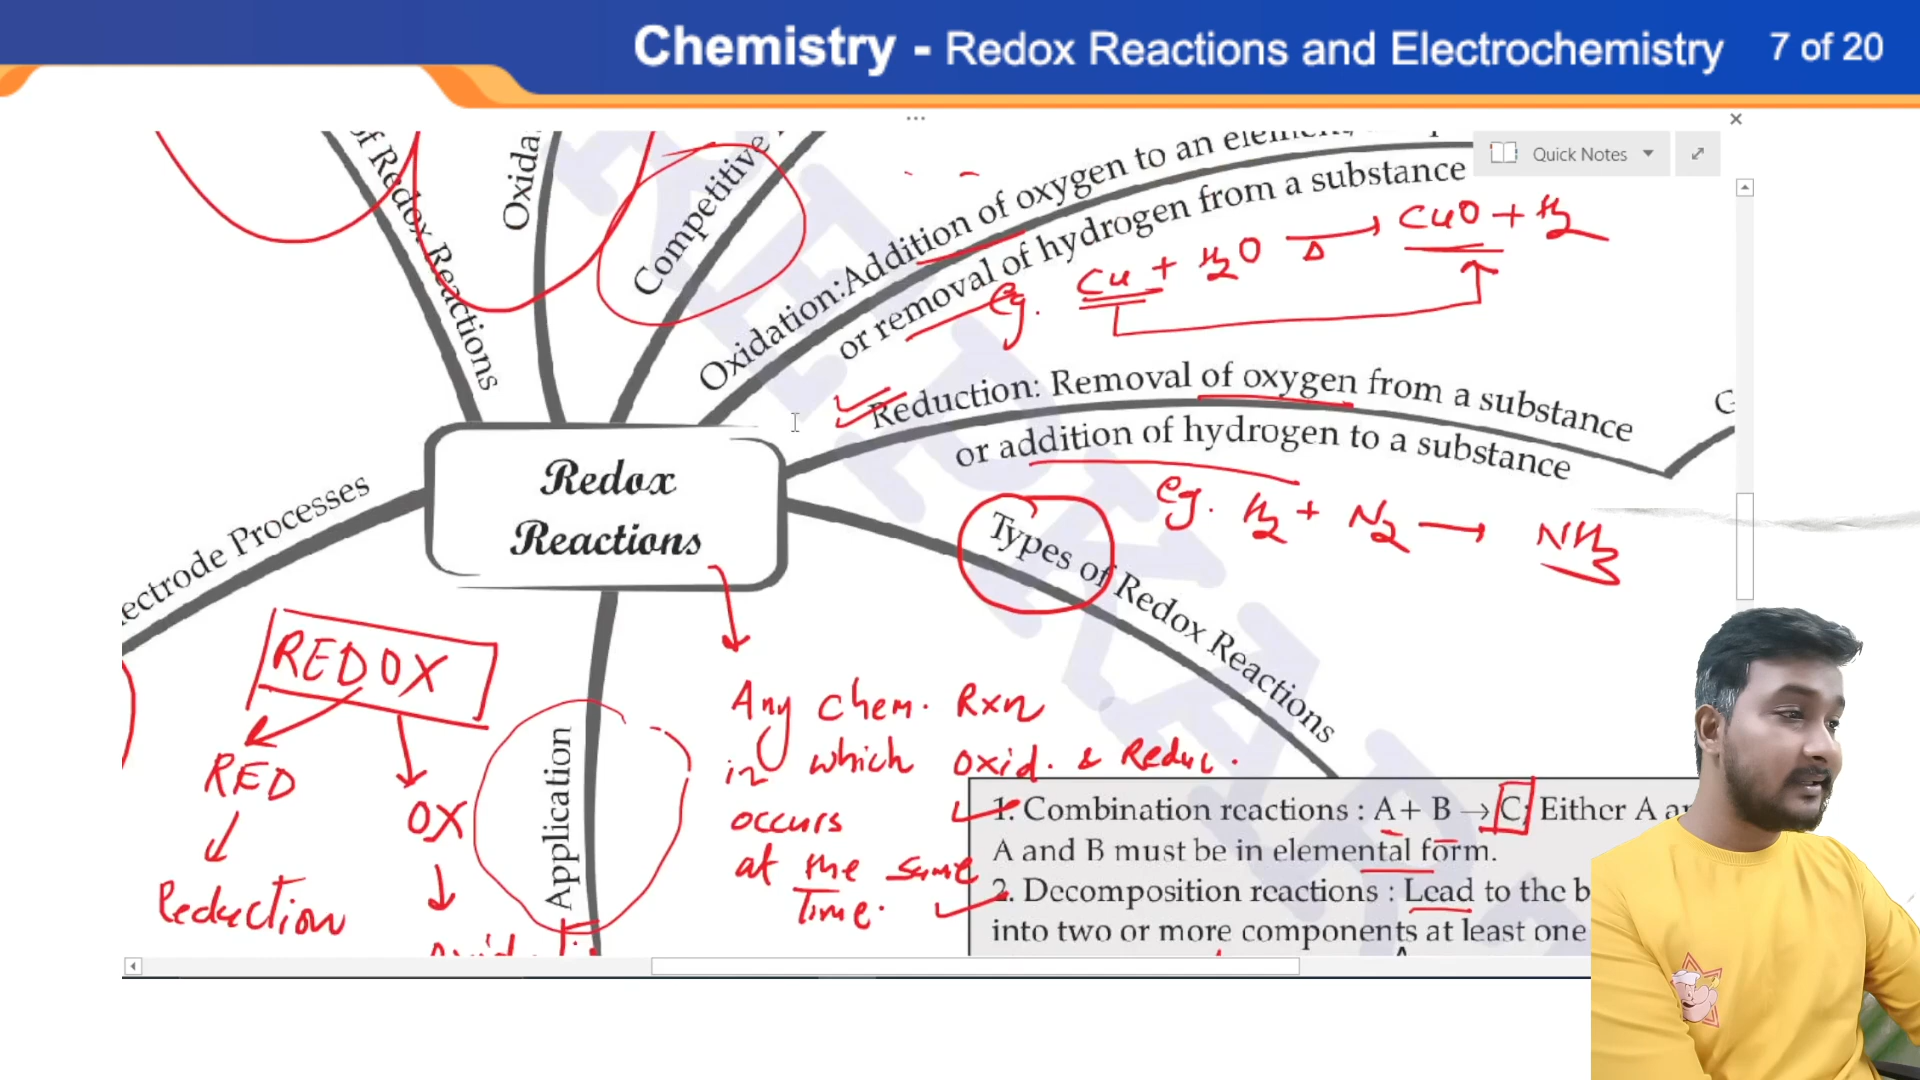 Chemistry - Redox Reactions and Electrochemistry 7 of 20
Quick Notes
of Redox Reactions
Oxida
Competitive
Oxidation:Addition of oxygen to an element,
or removal of hydrogen from a substance
eg. Cu + H2O →Δ CuO + H2
Reduction: Removal of oxygen from a substance
or addition of hydrogen to a substance
eg. H2 + N2 → NH3
Redox
Reactions
ectrode Processes
Types of Redox Reactions
REDOX
RED
OX
Reduction
Application
Any chem. Rxn
in which Oxid. & Reduc.
occurs
at the same
Time.
1. Combination reactions : A+ B → C; Either A a
A and B must be in elemental form.
2. Decomposition reactions : Lead to the b
into two or more components at least one